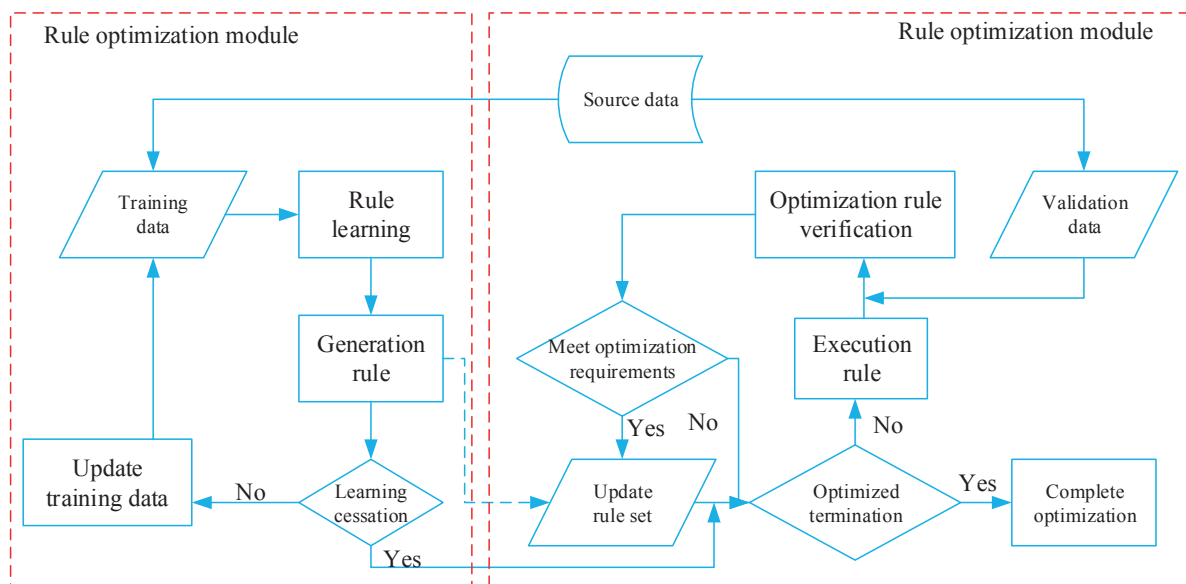 Rule optimization module
Rule optimization module
Source data
Training
data
Rule
learning
Optimization rule
verification
Validation
data
Generation
rule
Meet optimization
requirements
Execution
rule
Yes
No
No
Update
training data
No
Learning
cessation
Yes
Update
rule set
Optimized
termination
Yes
Complete
optimization